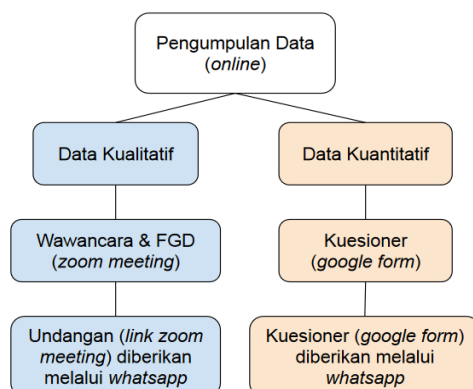 Pengumpulan Data
(online)
Data Kualitatif
Data Kuantitatif
Wawancara & FGD
(zoom meeting)
Kuesioner
(google form)
Undangan (link zoom
meeting) diberikan
melalui whatsapp
Kuesioner (google form)
diberikan melalui
whatsapp